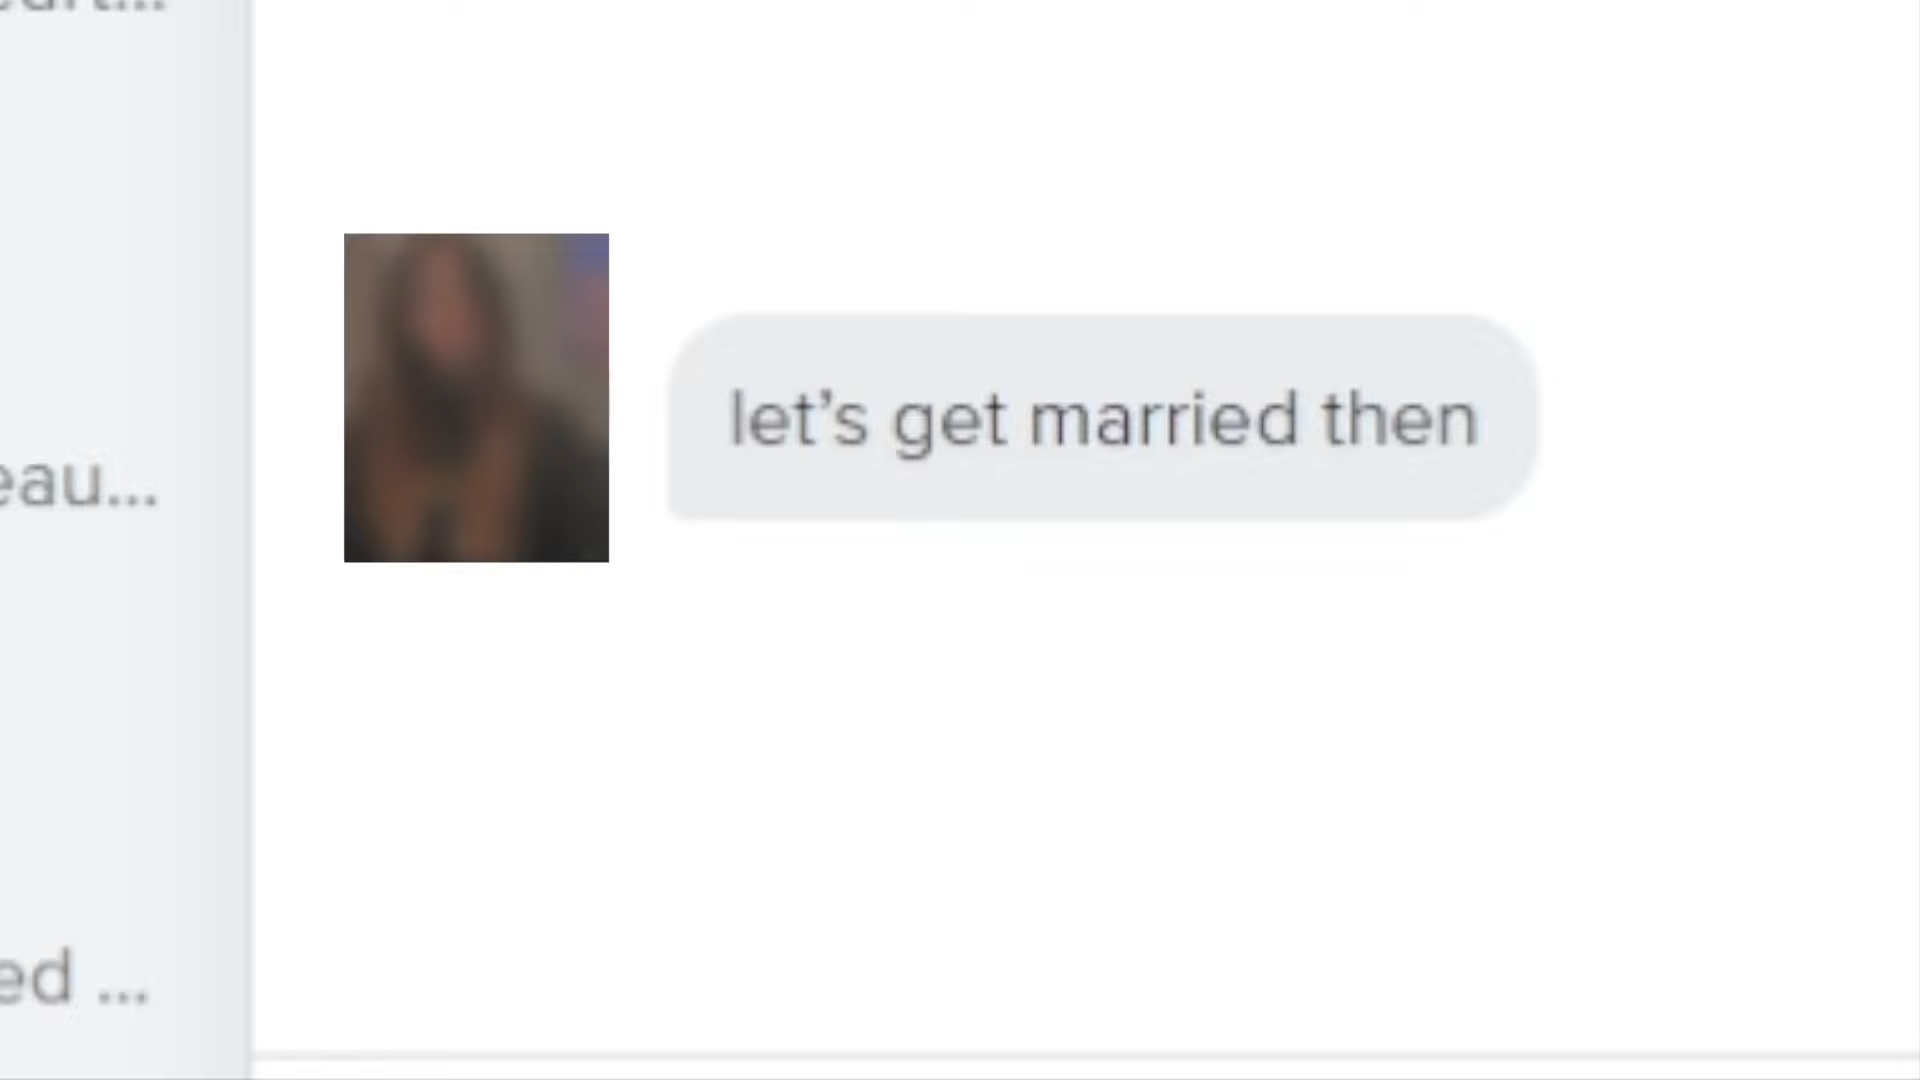 eau...
let’s get married then
ed ...